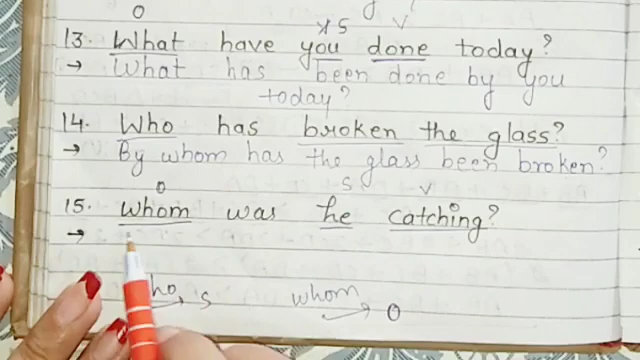 O
×S V
13. What have you done today?
→ What has been done by you
today?
14. Who has broken the glass?
→ By whom has the glass been broken?
O S V
15. whom was he catching?
→
S whom O